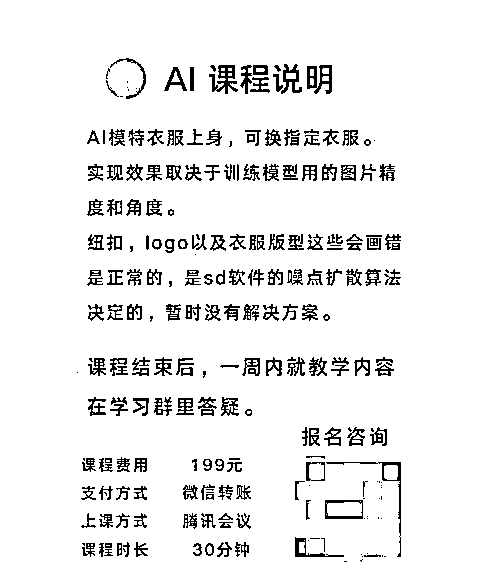 AI 课程说明
AI模特衣服上身，可换指定衣服。
实现效果取决于训练模型用的图片精
度和角度。
纽扣，logo以及衣服版型这些会画错
是正常的，是sd软件的噪点扩散算法
决定的，暂时没有解决方案。
课程结束后，一周内就教学内容
在学习群里答疑。
报名咨询
课程费用 199元
支付方式 微信转账
上课方式 腾讯会议
课程时长 30分钟